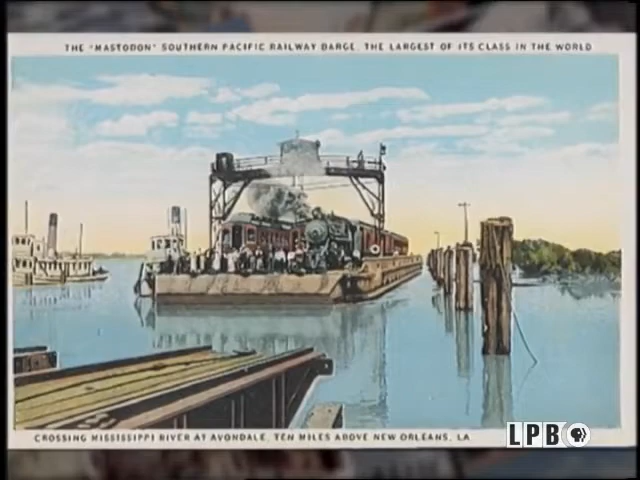 THE "MASTODON" SOUTHERN PACIFIC RAILWAY BARGE. THE LARGEST OF ITS CLASS IN THE WORLD
CROSSING MISSISSIPPI RIVER AT AVONDALE, TEN MILES ABOVE NEW ORLEANS, LA.
LPB